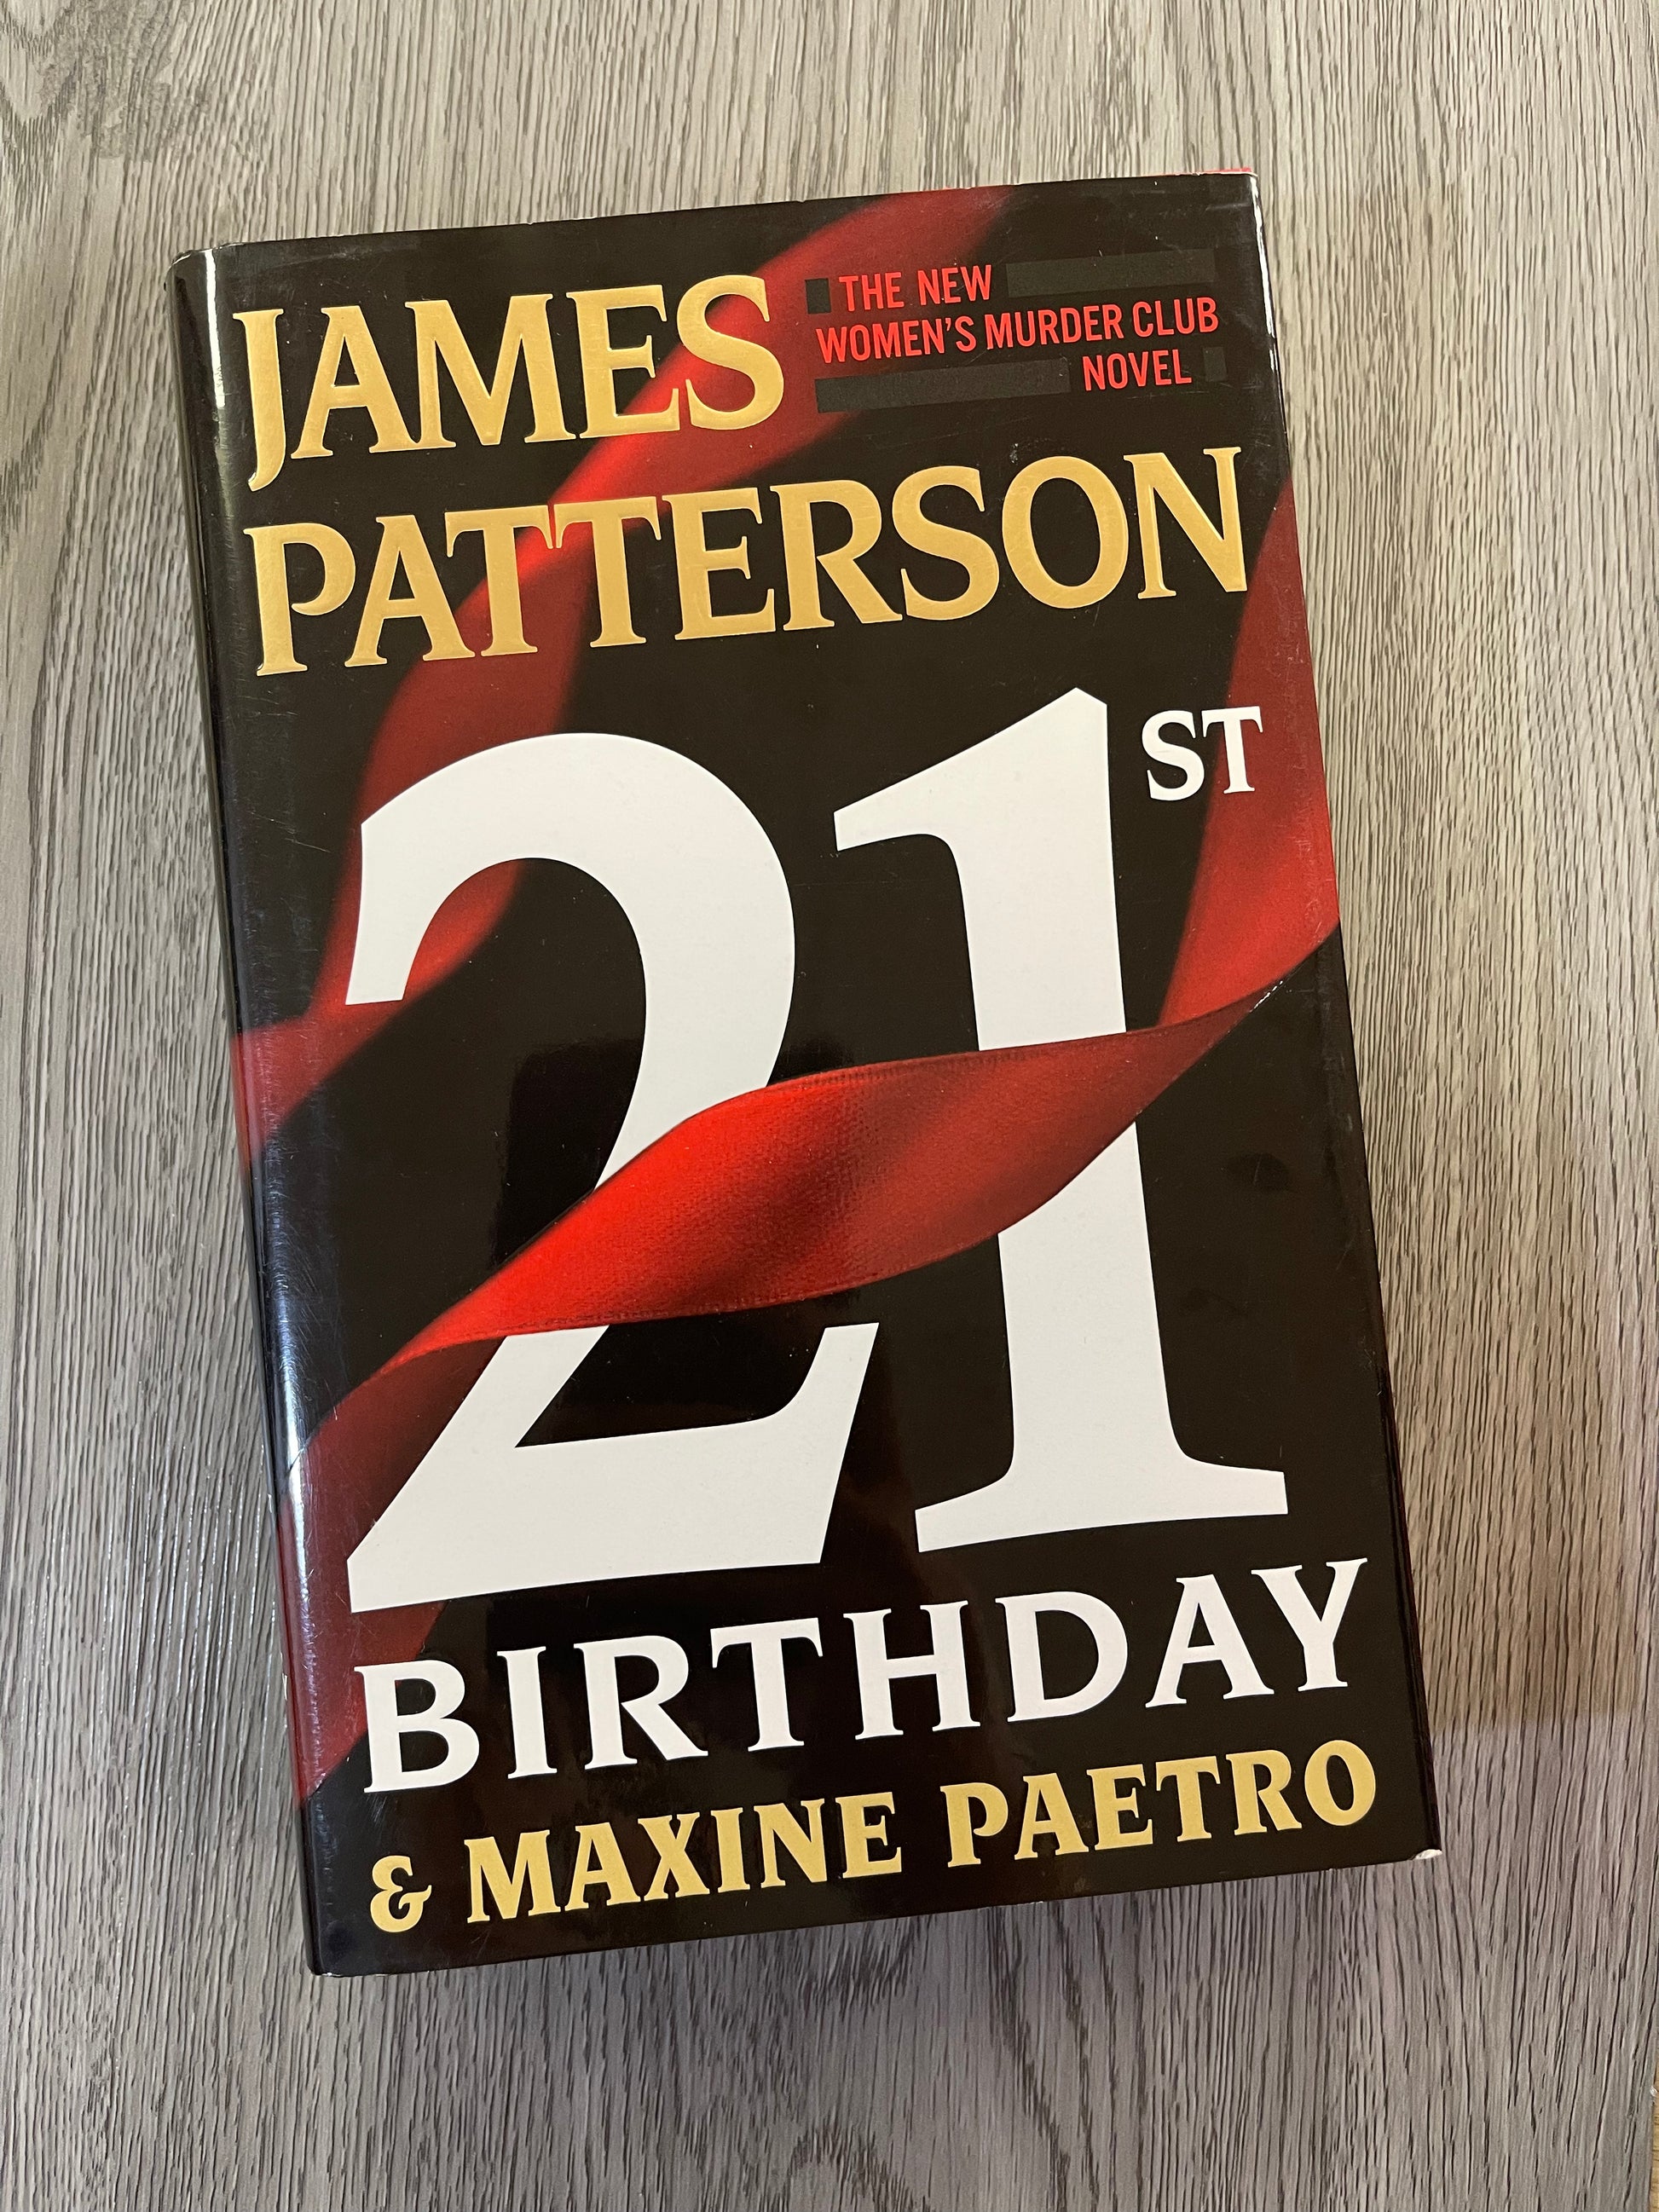 JAMES
THE NEW
WOMEN'S MURDER CLUB
NOVEL
PATTERSON
21ST
BIRTHDAY
& MAXINE PAETRO